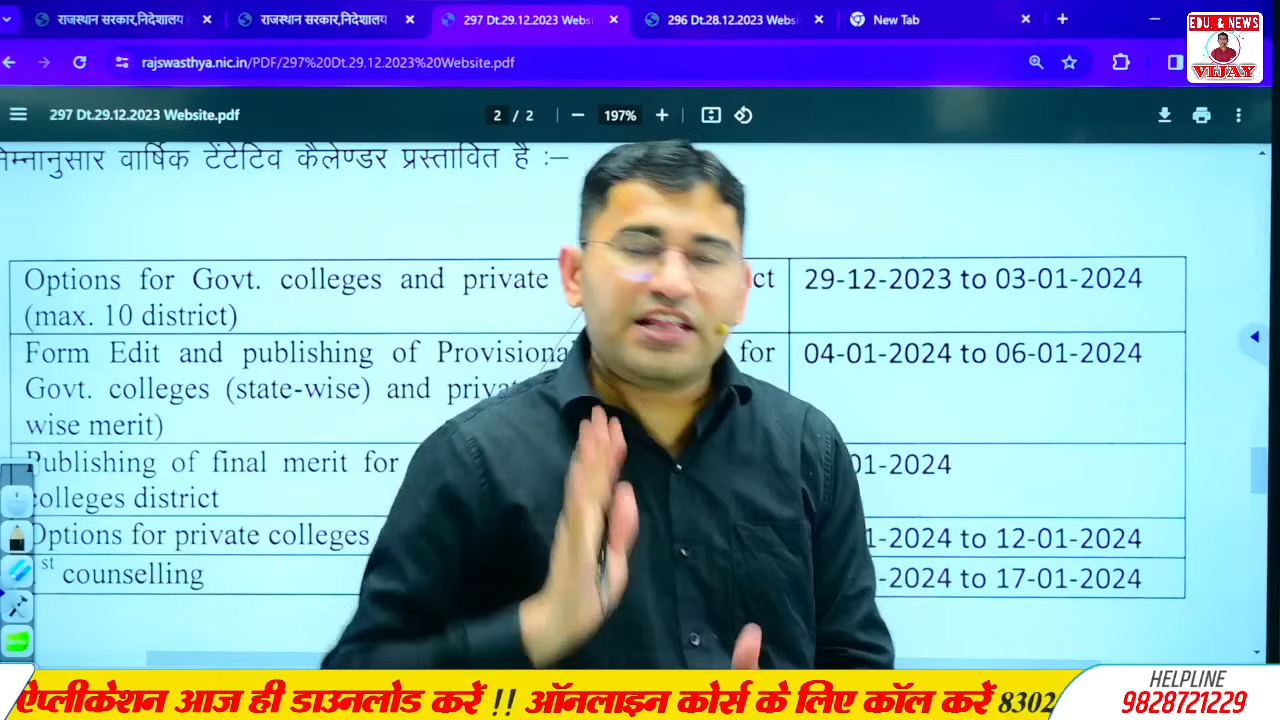 राजस्थान सरकार,निदेशालय
राजस्थान सरकार,निदेशालय
297 Dt.29.12.2023 Websi
296 Dt.28.12.2023 Websi
New Tab
EDU. & NEWS
VIJAY
rajswasthya.nic.in/PDF/297%20Dt.29.12.2023%20Website.pdf
297 Dt.29.12.2023 Website.pdf
2 / 2
197%
वार्षिक टेंटेटिव कैलेण्डर प्रस्तावित है :–
Options for Govt. colleges and private
29-12-2023 to 03-01-2024
(max. 10 district)
Form Edit and publishing of Provisional for
04-01-2024 to 06-01-2024
Govt. colleges (state-wise) and
wise merit)
Publishing of final merit for
01-2024
colleges district
Options for private colleges
-2024 to 12-01-2024
st counselling
-2024 to 17-01-2024
ऐप्लीकेशन आज ही डाउनलोड करें !! ऑनलाइन कोर्स के लिए कॉल करें 8302
HELPLINE
9828721229